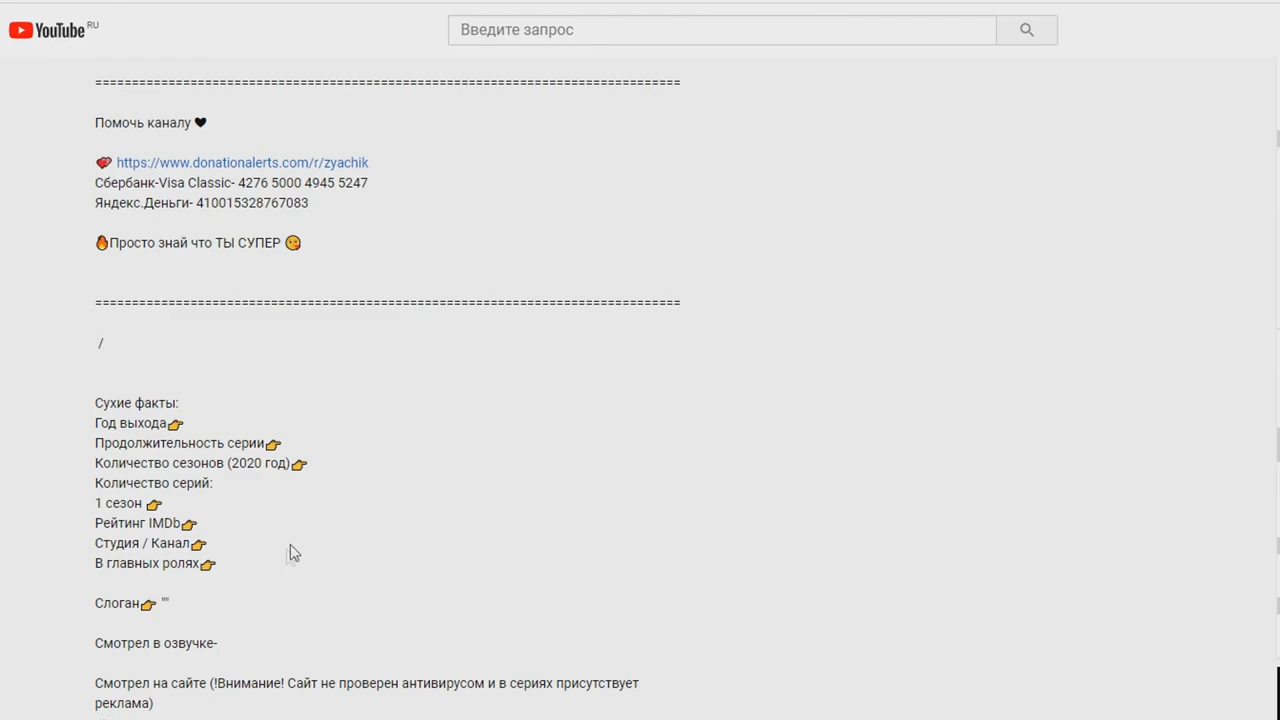 YouTube RU
Введите запрос
================================================================================
Помочь каналу 🖤
💕 https://www.donationalerts.com/r/zyachik
Сбербанк-Visa Classic- 4276 5000 4945 5247
Яндекс.Деньги- 410015328767083
🔥Просто знай что ТЫ СУПЕР 😘
================================================================================
/
Сухие факты:
Год выхода👉
Продолжительность серии👉
Количество сезонов (2020 год)👉
Количество серий:
1 сезон 👉
Рейтинг IMDb👉
Студия / Канал👉
В главных ролях👉
Слоган👉 ""
Смотрел в озвучке-
Смотрел на сайте (!Внимание! Сайт не проверен антивирусом и в сериях присутствует
реклама)